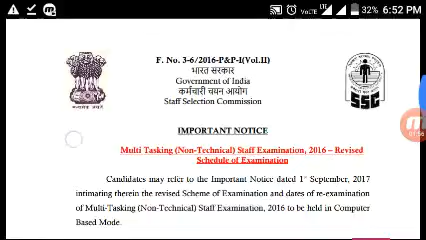 VoLTE LTE 32% 6:52 PM
F. No. 3-6/2016-P&P-I(Vol.II)
भारत सरकार
Government of India
कर्मचारी चयन आयोग
Staff Selection Commission
SSC
IMPORTANT NOTICE
Multi Tasking (Non-Technical) Staff Examination, 2016 – Revised
Schedule of Examination
Candidates may refer to the Important Notice dated 1st September, 2017
intimating therein the revised Scheme of Examination and dates of re-examination
of Multi-Tasking (Non-Technical) Staff Examination, 2016 to be held in Computer
Based Mode.